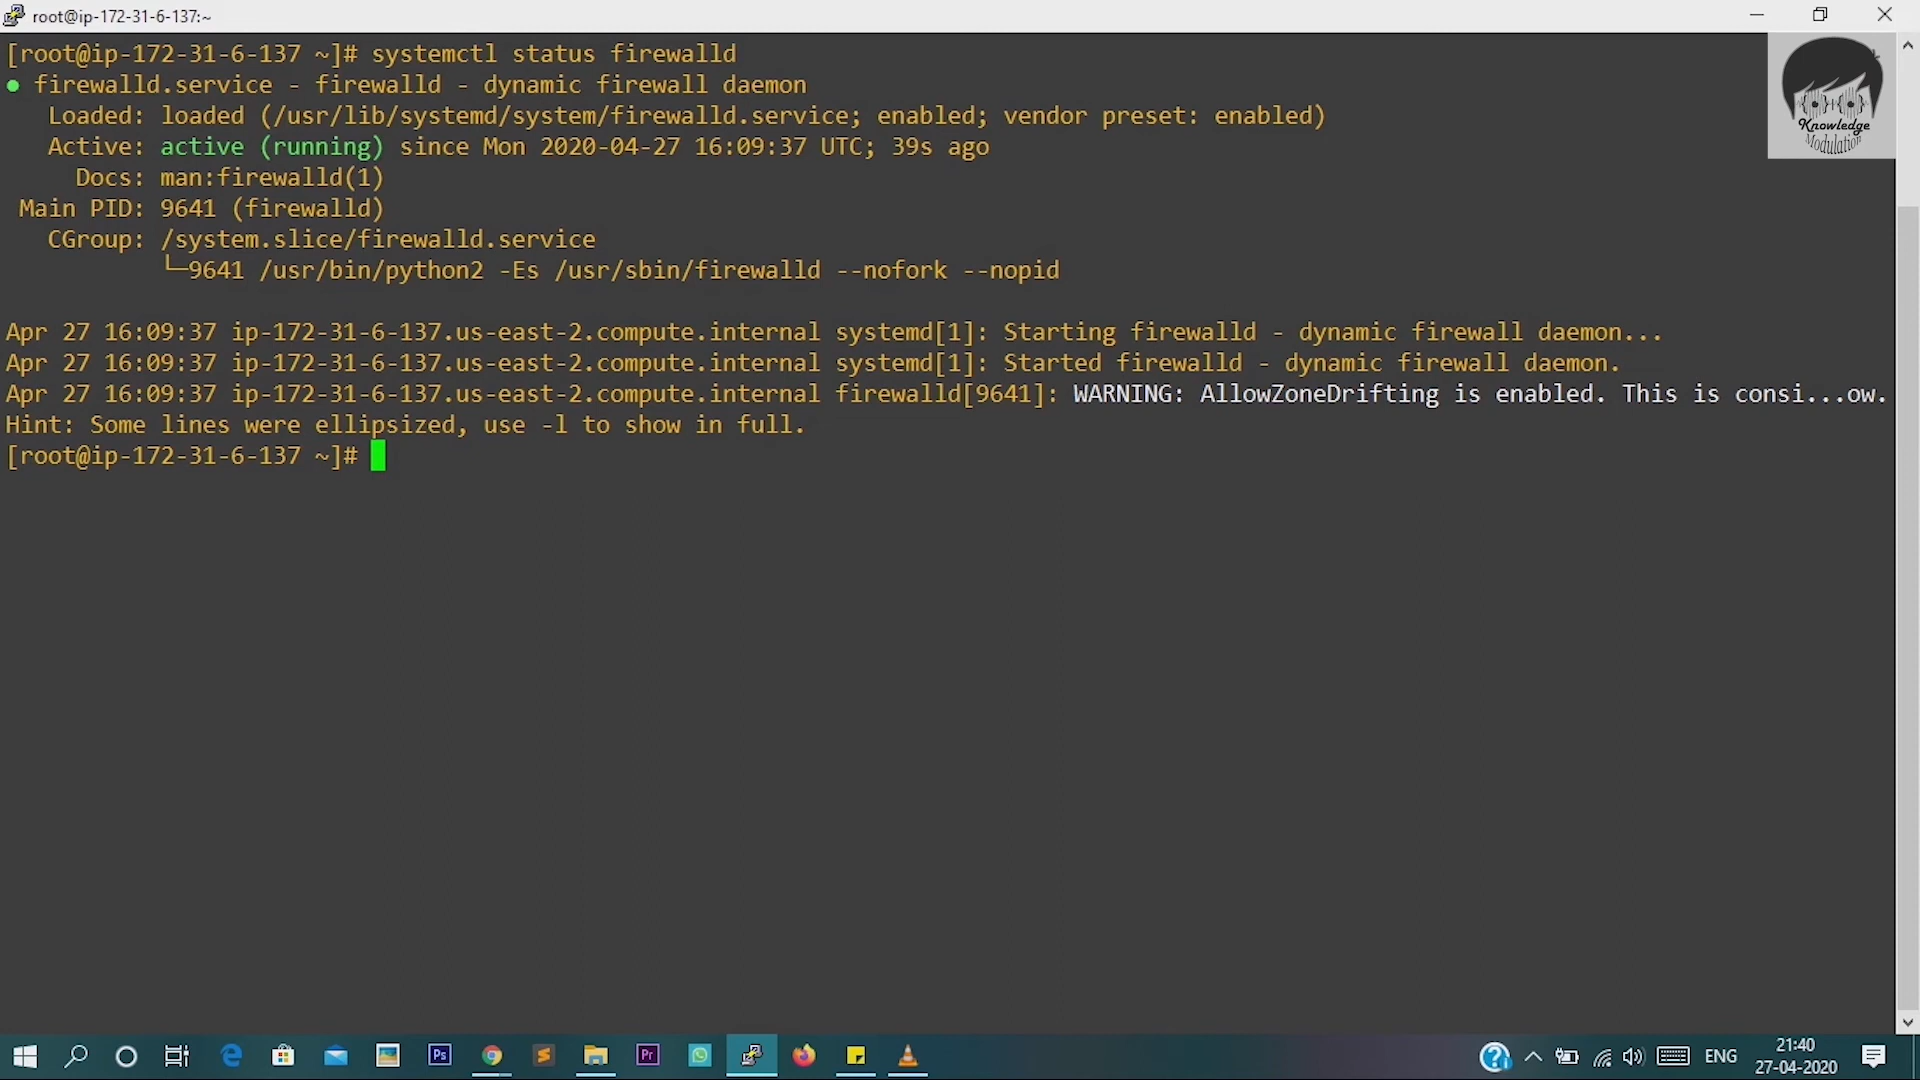 root@ip-172-31-6-137:~
[root@ip-172-31-6-137 ~]# systemctl status firewalld
● firewalld.service - firewalld - dynamic firewall daemon
Loaded: loaded (/usr/lib/systemd/system/firewalld.service; enabled; vendor preset: enabled)
Active: active (running) since Mon 2020-04-27 16:09:37 UTC; 39s ago
Docs: man:firewalld(1)
Main PID: 9641 (firewalld)
CGroup: /system.slice/firewalld.service
└─9641 /usr/bin/python2 -Es /usr/sbin/firewalld --nofork --nopid
Apr 27 16:09:37 ip-172-31-6-137.us-east-2.compute.internal systemd[1]: Starting firewalld - dynamic firewall daemon...
Apr 27 16:09:37 ip-172-31-6-137.us-east-2.compute.internal systemd[1]: Started firewalld - dynamic firewall daemon.
Apr 27 16:09:37 ip-172-31-6-137.us-east-2.compute.internal firewalld[9641]: WARNING: AllowZoneDrifting is enabled. This is consi...ow.
Hint: Some lines were ellipsized, use -l to show in full.
[root@ip-172-31-6-137 ~]#
Knowledge
Modulation
Ps
Pr
ENG
21:40
27-04-2020